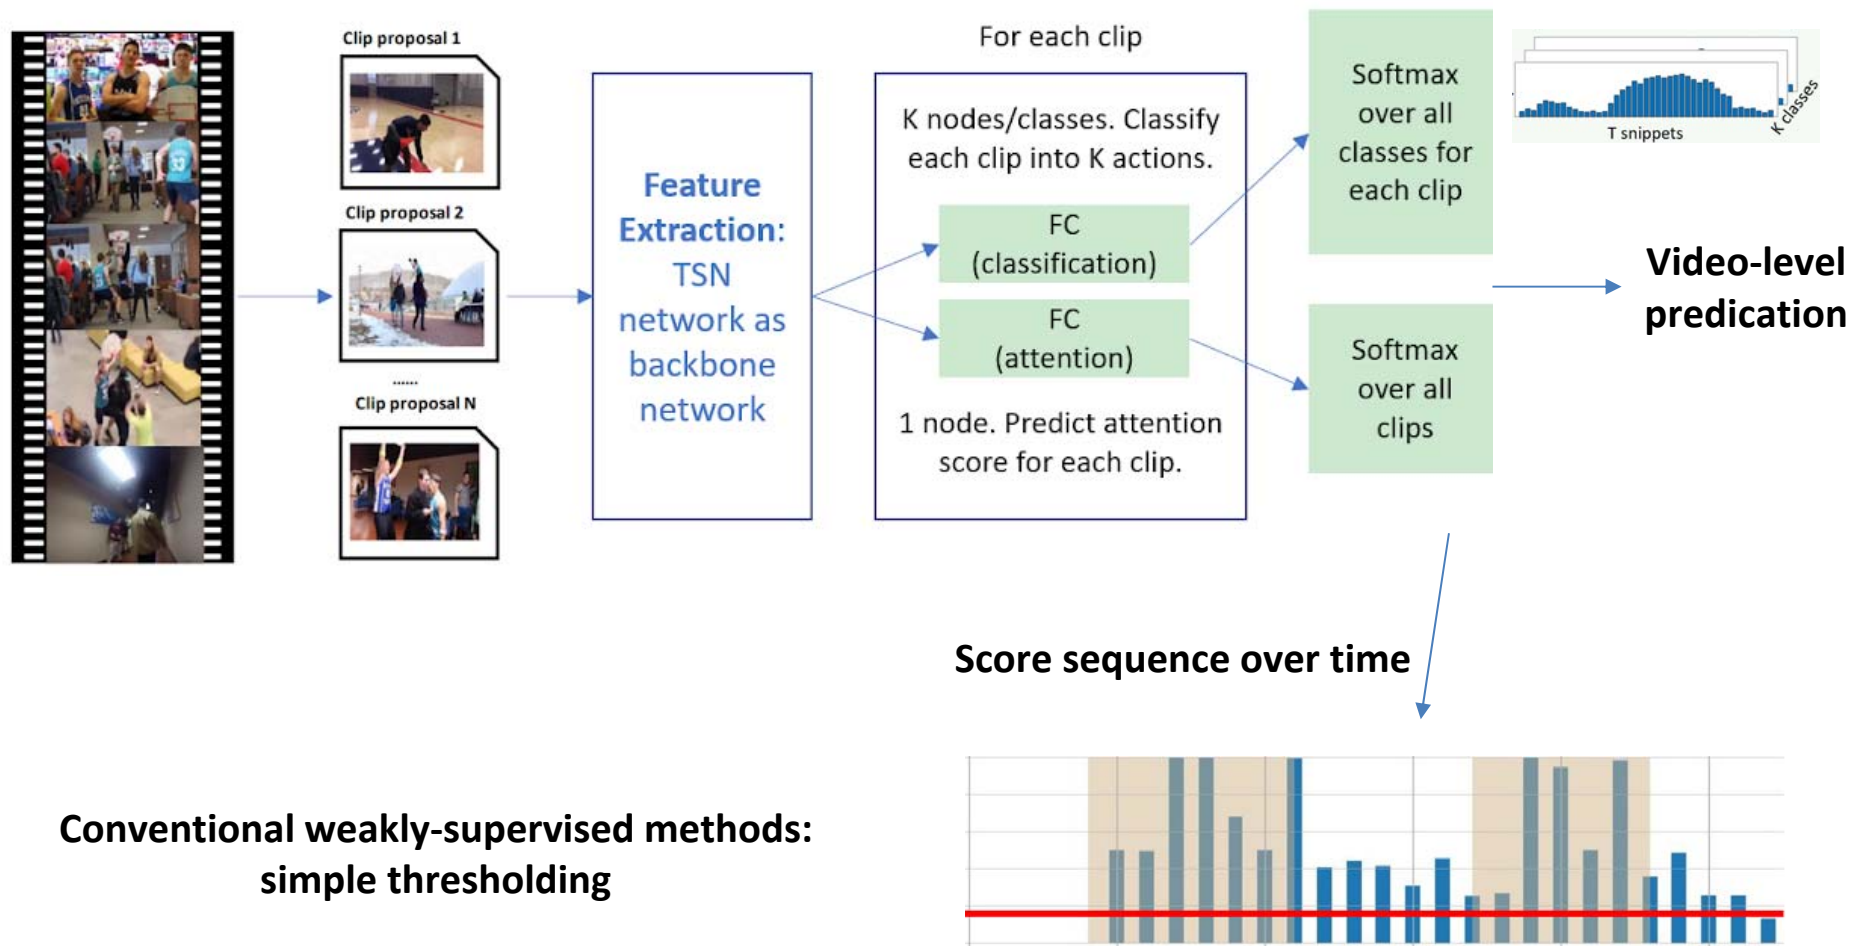 Clip proposal 1
Clip proposal 2
......
Clip proposal N
Feature
Extraction:
TSN
network as
backbone
network
For each clip
K nodes/classes. Classify
each clip into K actions.
FC
(classification)
FC
(attention)
1 node. Predict attention
score for each clip.
Softmax
over all
classes for
each clip
Softmax
over all
clips
T snippets
K classes
Video-level
predication
Score sequence over time
Conventional weakly-supervised methods:
simple thresholding